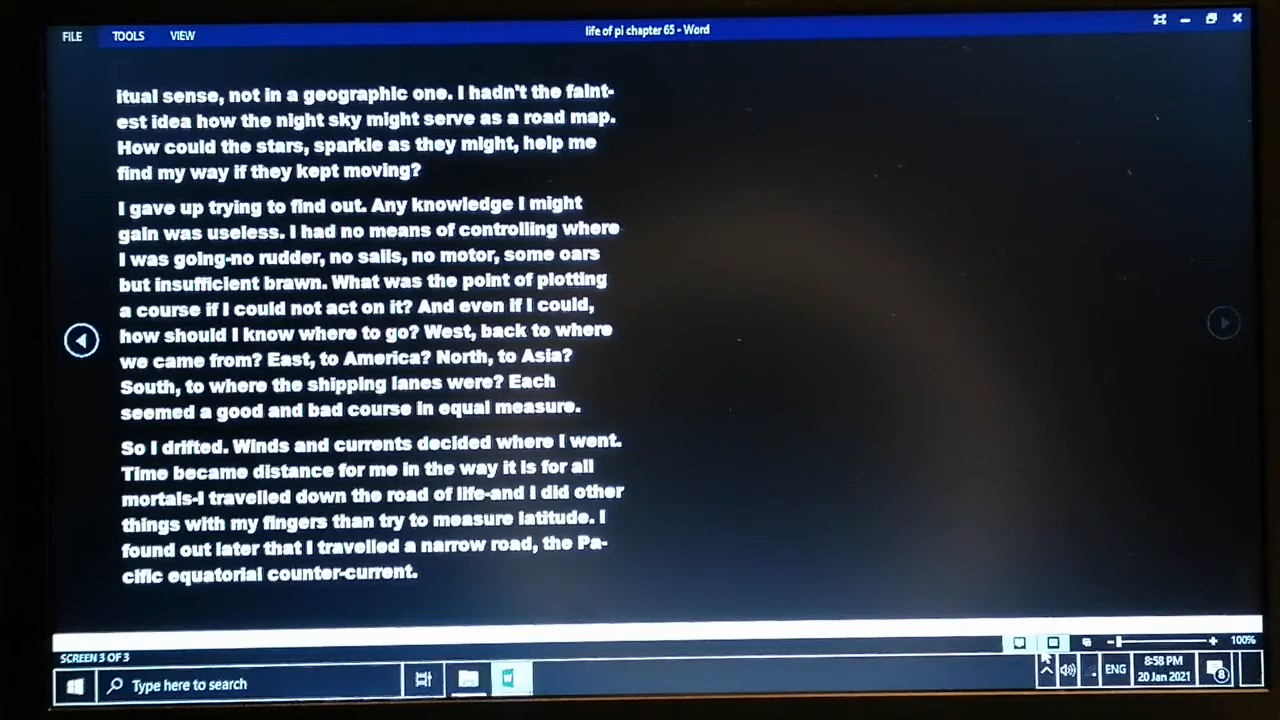 life of pi chapter 65 - Word
FILE TOOLS VIEW
itual sense, not in a geographic one. I hadn't the faint-
est idea how the night sky might serve as a road map.
How could the stars, sparkle as they might, help me
find my way if they kept moving?
I gave up trying to find out. Any knowledge I might
gain was useless. I had no means of controlling where
I was going-no rudder, no sails, no motor, some oars
but insufficient brawn. What was the point of plotting
a course if I could not act on it? And even if I could,
how should I know where to go? West, back to where
we came from? East, to America? North, to Asia?
South, to where the shipping lanes were? Each
seemed a good and bad course in equal measure.
So I drifted. Winds and currents decided where I went.
Time became distance for me in the way it is for all
mortals-I travelled down the road of life-and I did other
things with my fingers than try to measure latitude. I
found out later that I travelled a narrow road, the Pa-
cific equatorial counter-current.
SCREEN 3 OF 3
100%
Type here to search
ENG
8:58 PM
20 Jan 2021
8